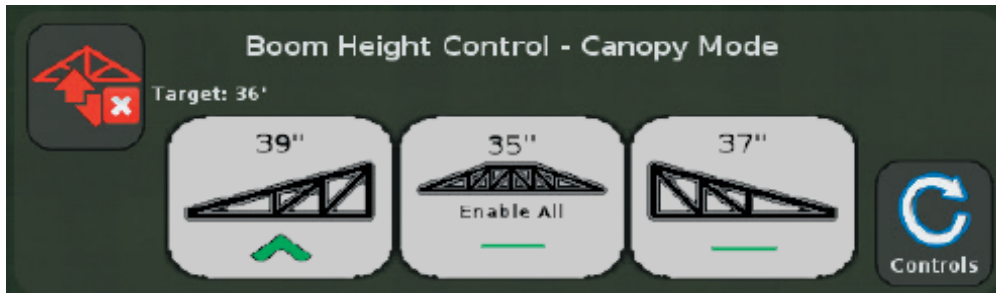 Boom Height Control - Canopy Mode
Target: 36'
39" 35" 37"
Enable All
Controls